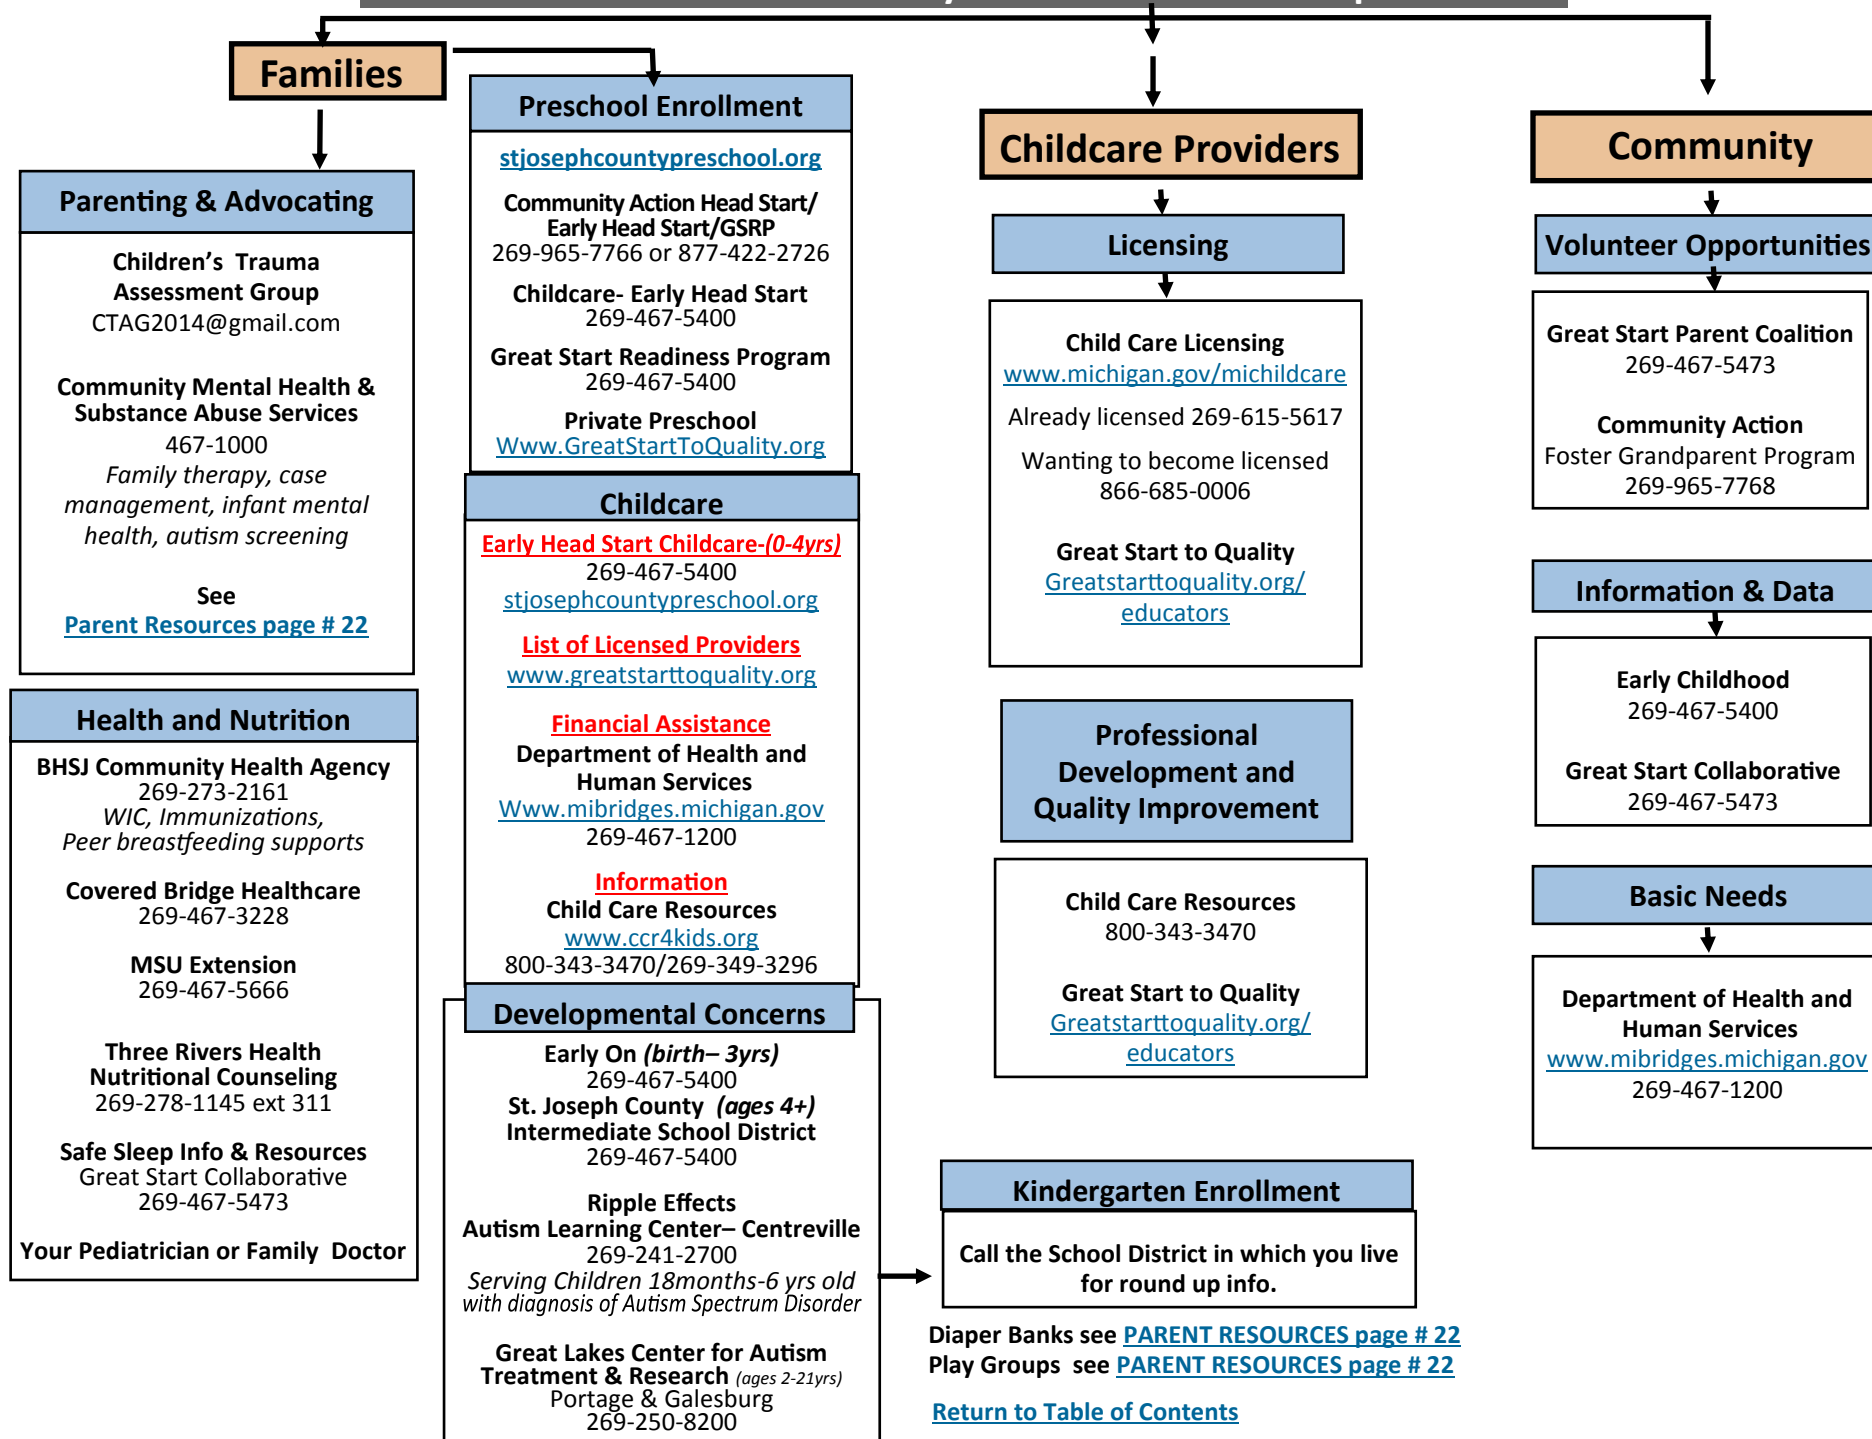 Families
Parenting & Advocating
Children’s  Trauma
Assessment Group
CTAG2014@gmail.com
Community Mental Health &
Substance Abuse Services
467-1000
Family therapy, case
management, infant mental
health, autism screening
See
Parent Resources page # 22
Health and Nutrition
BHSJ Community Health Agency
269-273-2161
WIC, Immunizations,
Peer breastfeeding supports
Covered Bridge Healthcare
269-467-3228
MSU Extension
269-467-5666
Three Rivers Health
Nutritional Counseling
269-278-1145 ext 311
Safe Sleep Info & Resources
Great Start Collaborative
269-467-5473
Your Pediatrician or Family  Doctor
Preschool Enrollment
stjosephcountypreschool.org
Community Action Head Start/
Early Head Start/GSRP
269-965-7766 or 877-422-2726
Childcare- Early Head Start
269-467-5400
Great Start Readiness Program
269-467-5400
Private Preschool
Www.GreatStartToQuality.org
Childcare
Early Head Start Childcare-(0-4yrs)
269-467-5400
stjosephcountypreschool.org
List of Licensed Providers
www.greatstarttoquality.org
Financial Assistance
Department of Health and
Human Services
Www.mibridges.michigan.gov
269-467-1200
Information
Child Care Resources
www.ccr4kids.org
800-343-3470/269-349-3296
Developmental Concerns
Early On (birth– 3yrs)
269-467-5400
St. Joseph County  (ages 4+)
Intermediate School District
269-467-5400
Ripple Effects
Autism Learning Center– Centreville
269-241-2700
Serving Children 18months-6 yrs old
with diagnosis of Autism Spectrum Disorder
Great Lakes Center for Autism
Treatment & Research (ages 2-21yrs)
Portage & Galesburg
269-250-8200
Childcare Providers
Licensing
Child Care Licensing
www.michigan.gov/michildcare
Already licensed 269-615-5617
Wanting to become licensed
866-685-0006
Great Start to Quality
Greatstarttoquality.org/
educators
Professional
Development and
Quality Improvement
Child Care Resources
800-343-3470
Great Start to Quality
Greatstarttoquality.org/
educators
Kindergarten Enrollment
Call the School District in which you live
for round up info.
Diaper Banks see PARENT RESOURCES page # 22
Play Groups  see PARENT RESOURCES page # 22
Return to Table of Contents
Community
Volunteer Opportunities
Great Start Parent Coalition
269-467-5473
Community Action
Foster Grandparent Program
269-965-7768
Information & Data
Early Childhood
269-467-5400
Great Start Collaborative
269-467-5473
Basic Needs
Department of Health and
Human Services
www.mibridges.michigan.gov
269-467-1200